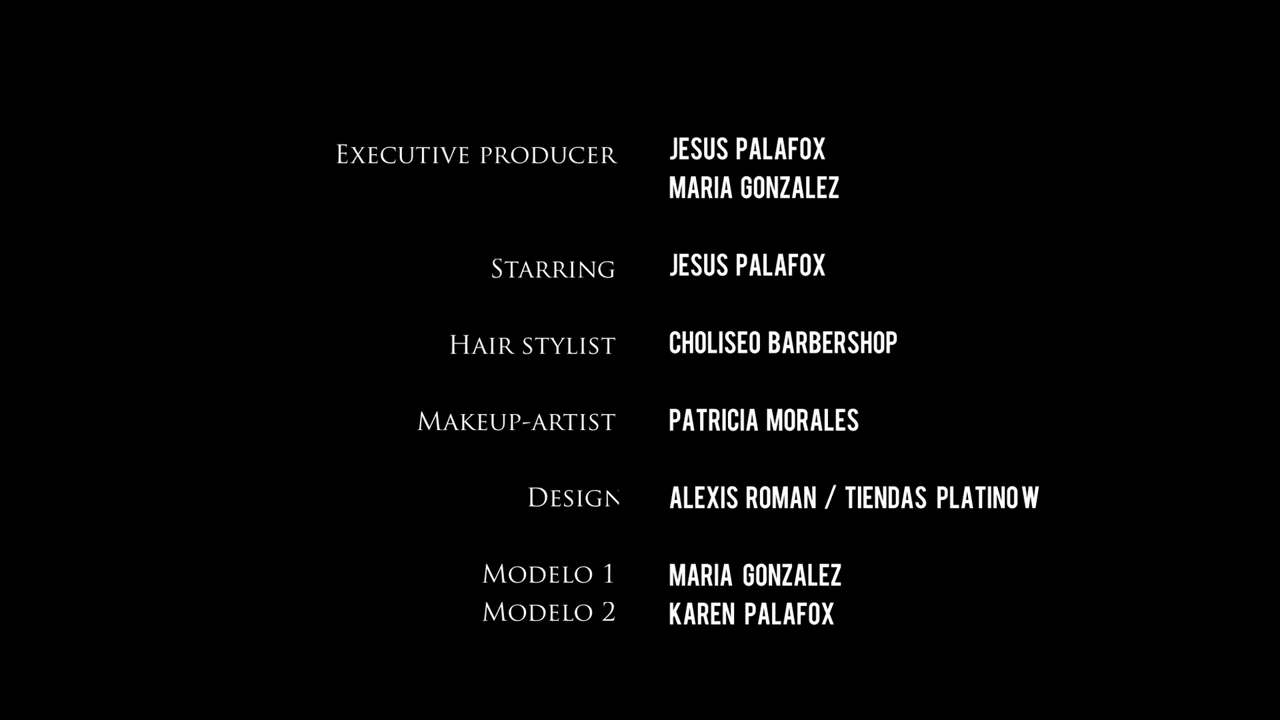 Executive producer JESUS PALAFOX
MARIA GONZALEZ
Starring JESUS PALAFOX
Hair stylist CHOLISEO BARBERSHOP
Makeup-artist PATRICIA MORALES
Design ALEXIS ROMAN / TIENDAS PLATINOW
Modelo 1 MARIA GONZALEZ
Modelo 2 KAREN PALAFOX